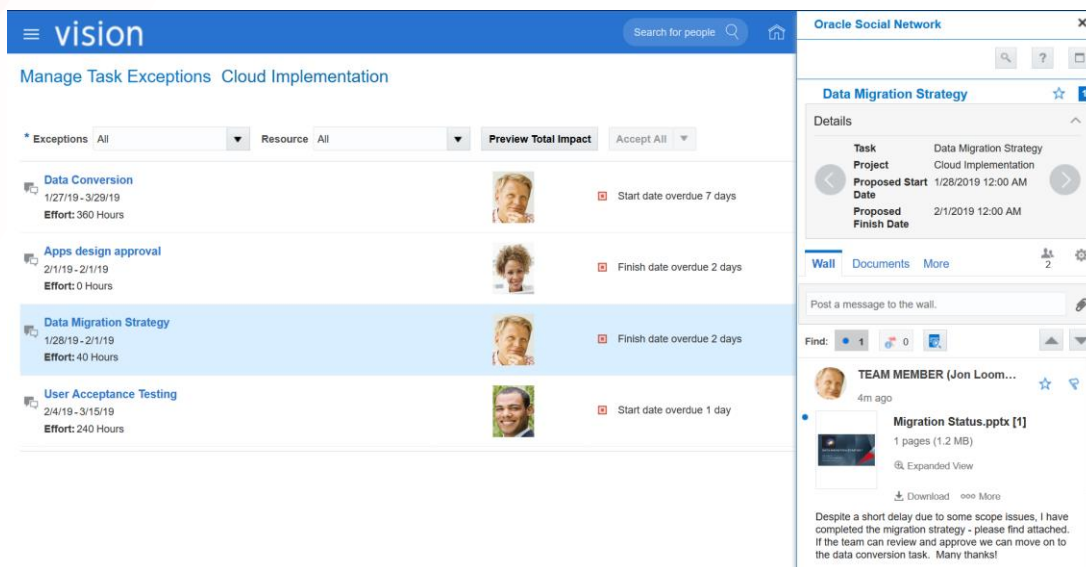 vision
Search for people
Manage Task Exceptions Cloud Implementation
* Exceptions All
Resource All
Preview Total Impact
Accept All
Data Conversion
1/27/19 - 3/29/19
Effort: 360 Hours
Start date overdue 7 days
Apps design approval
2/1/19 - 2/1/19
Effort: 0 Hours
Finish date overdue 2 days
Data Migration Strategy
1/28/19 - 2/1/19
Effort: 40 Hours
Finish date overdue 2 days
User Acceptance Testing
2/4/19 - 3/15/19
Effort: 240 Hours
Start date overdue 1 day
Oracle Social Network
Data Migration Strategy
Details
Task Data Migration Strategy
Project Cloud Implementation
Proposed Start Date 1/28/2019 12:00 AM
Proposed Finish Date 2/1/2019 12:00 AM
Wall Documents More
2
Post a message to the wall.
Find: 1 0
TEAM MEMBER (Jon Loom...
4m ago
Migration Status.pptx [1]
1 pages (1.2 MB)
Expanded View
Download More
Despite a short delay due to some scope issues, I have
completed the migration strategy - please find attached.
If the team can review and approve we can move on to
the data conversion task. Many thanks!